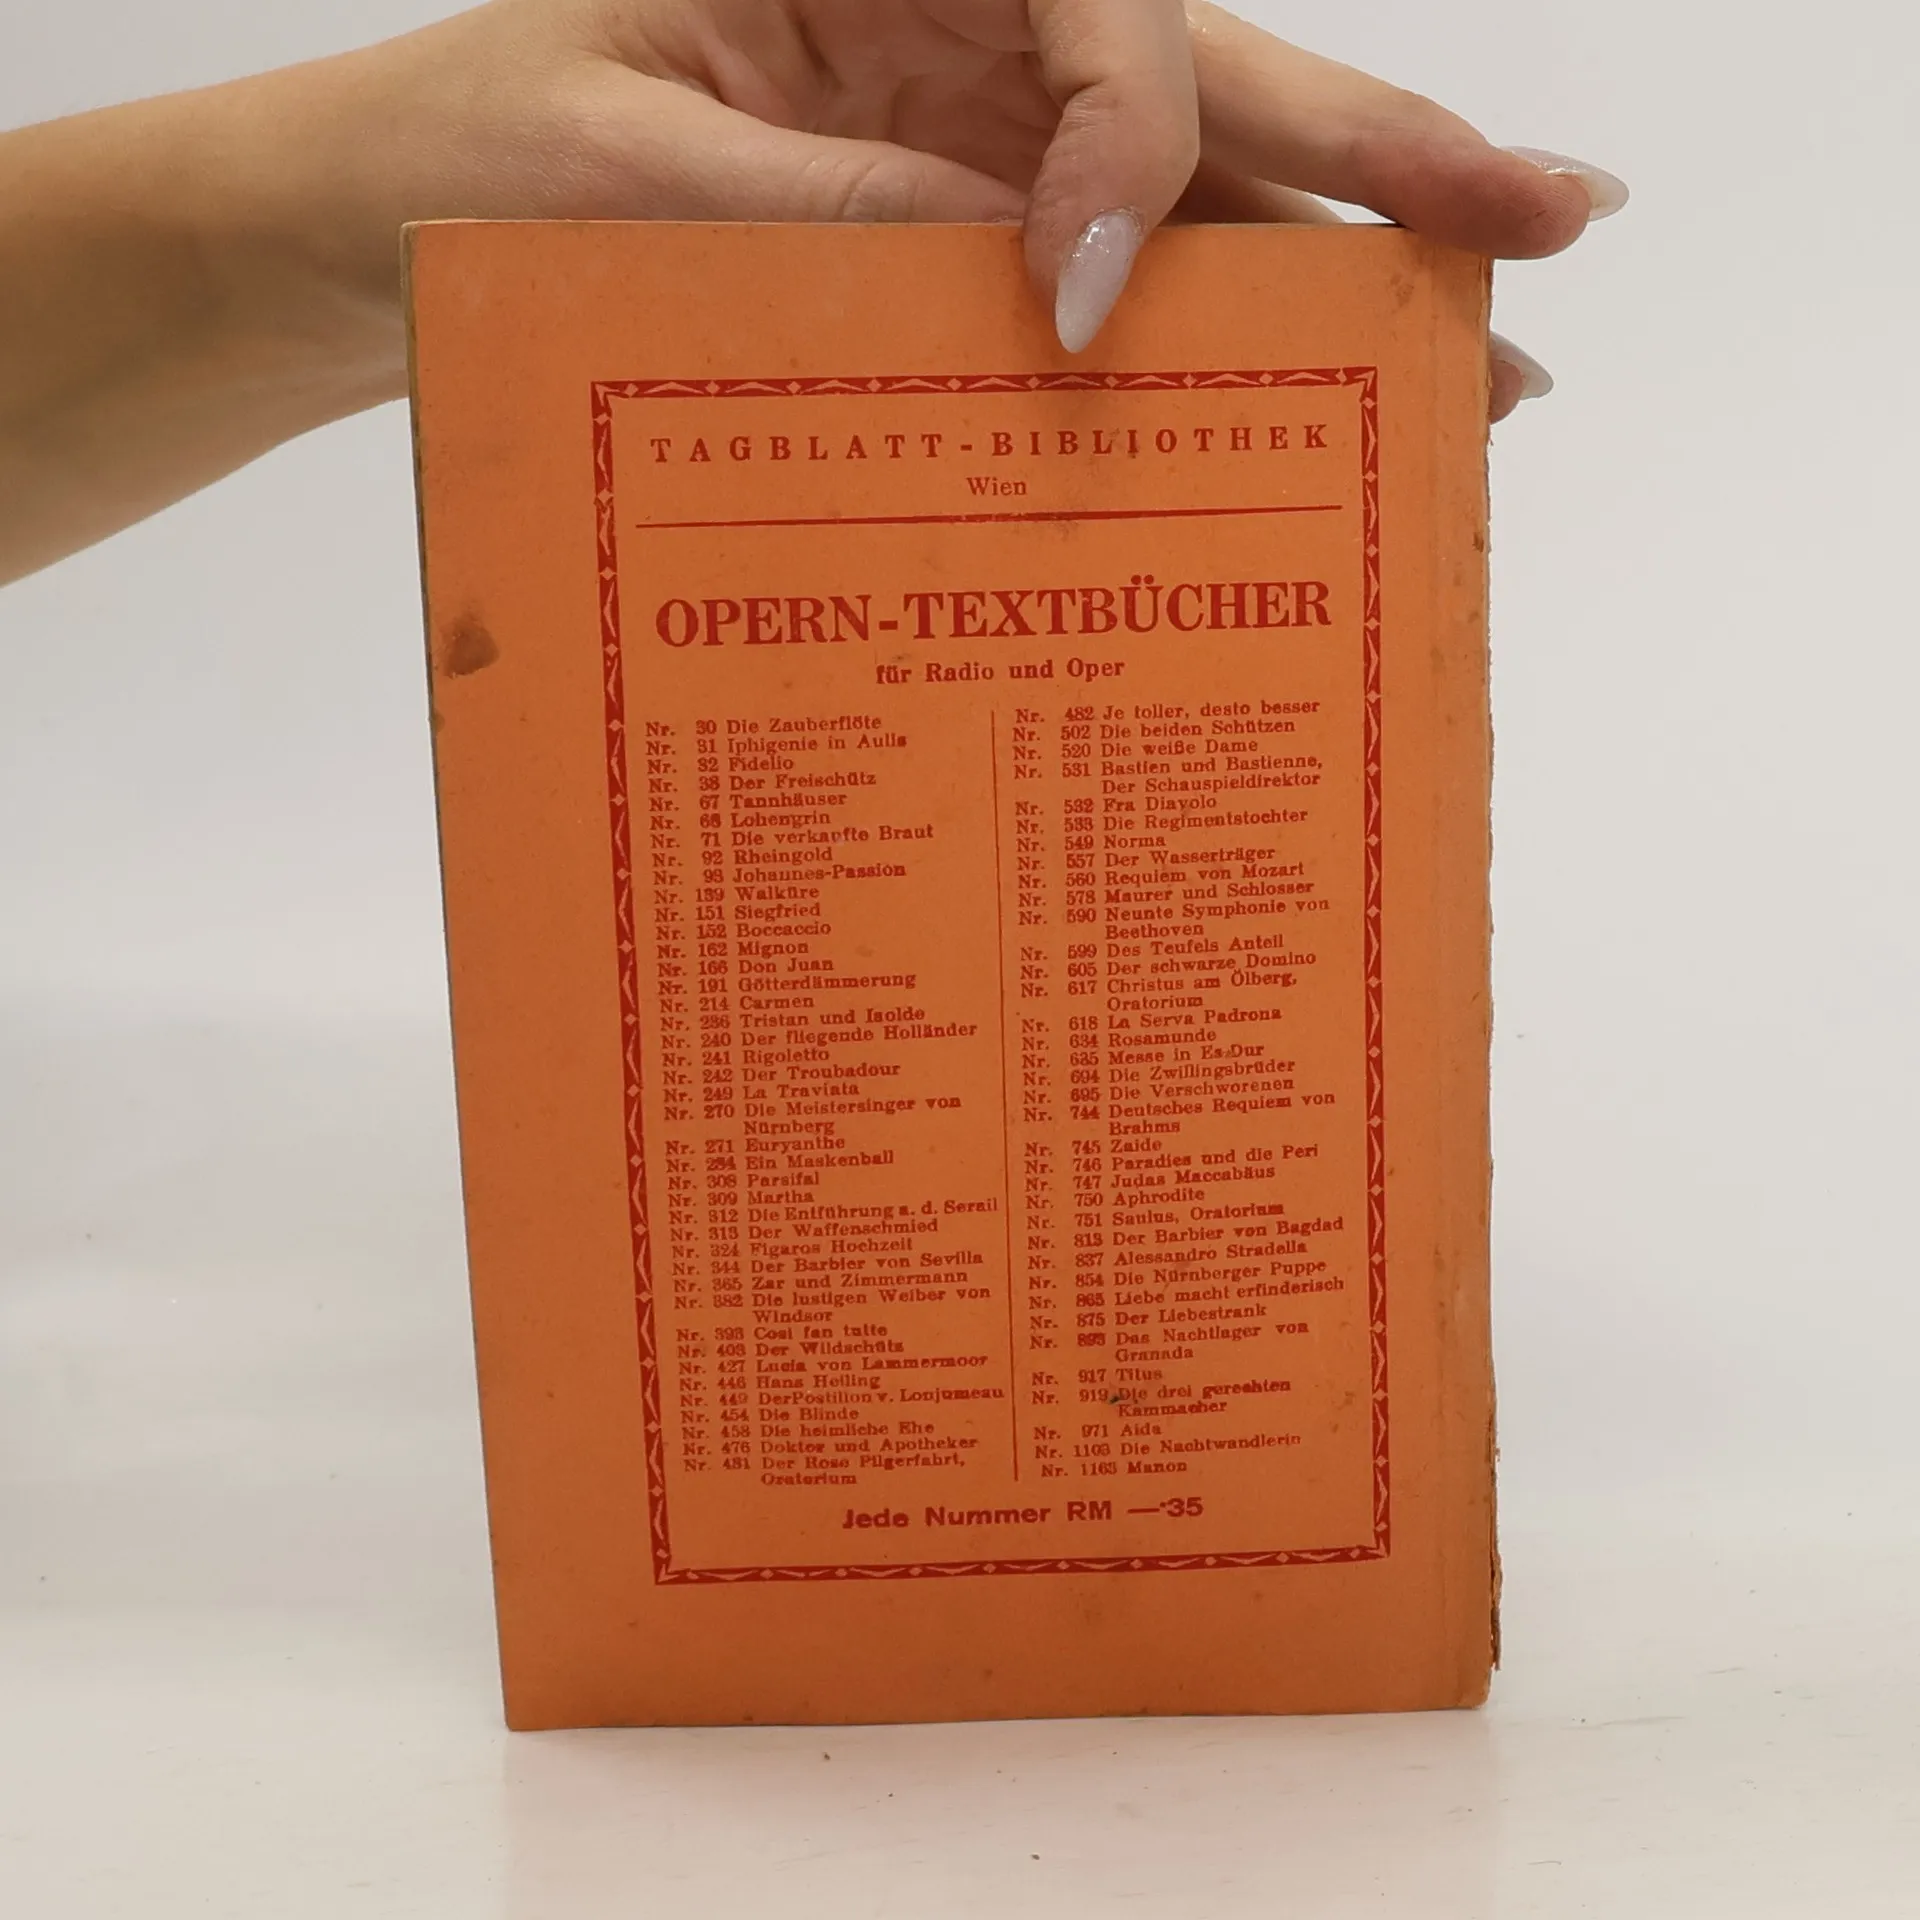 TAGBLATT-BIBLIOTHEK
Wien
OPERN-TEXTBÜCHER
für Radio und Oper
Nr. 30 Die Zauberflöte
Nr. 31 Iphigenie in Aulis
Nr. 32 Fidelio
Nr. 38 Der Freischütz
Nr. 67 Tannhäuser
Nr. 68 Lohengrin
Nr. 71 Die verkaufte Braut
Nr. 92 Rheingold
Nr. 98 Johannes-Passion
Nr. 139 Walküre
Nr. 151 Siegfried
Nr. 152 Boccaccio
Nr. 162 Mignon
Nr. 166 Don Juan
Nr. 191 Götterdämmerung
Nr. 214 Carmen
Nr. 236 Tristan und Isolde
Nr. 240 Der fliegende Holländer
Nr. 241 Rigoletto
Nr. 242 Der Troubadour
Nr. 249 La Traviata
Nr. 270 Die Meistersinger von
Nürnberg
Nr. 271 Euryanthe
Nr. 284 Ein Maskenball
Nr. 308 Parsifal
Nr. 309 Martha
Nr. 312 Die Entführung a. d. Serail
Nr. 313 Der Waffenschmied
Nr. 324 Figaros Hochzeit
Nr. 344 Der Barbier von Sevilla
Nr. 365 Zar und Zimmermann
Nr. 382 Die lustigen Weiber von
Windsor
Nr. 393 Cosi fan tutte
Nr. 403 Der Wildschütz
Nr. 427 Lucia von Lammermoor
Nr. 446 Hans Heiling
Nr. 449 Der Postillon v. Lonjumeau
Nr. 454 Die Blinde
Nr. 458 Die heimliche Ehe
Nr. 476 Doktor und Apotheker
Nr. 481 Der Rose Pilgerfahrt,
Oratorium
Nr. 482 Je toller, desto besser
Nr. 502 Die beiden Schützen
Nr. 520 Die weiße Dame
Nr. 531 Bastien und Bastienne,
Der Schauspieldirektor
Nr. 532 Fra Diavolo
Nr. 533 Die Regimentstochter
Nr. 549 Norma
Nr. 557 Der Wasserträger
Nr. 560 Requiem von Mozart
Nr. 578 Maurer und Schlosser
Nr. 590 Neunte Symphonie von
Beethoven
Nr. 599 Des Teufels Anteil
Nr. 605 Der schwarze Domino
Nr. 617 Christus am Ölberg,
Oratorium
Nr. 618 La Serva Padrona
Nr. 634 Rosamunde
Nr. 635 Messe in Es-Dur
Nr. 694 Die Zwillingsbrüder
Nr. 695 Die Verschworenen
Nr. 744 Deutsches Requiem von
Brahms
Nr. 745 Zaide
Nr. 746 Paradies und die Peri
Nr. 747 Judas Maccabäus
Nr. 750 Aphrodite
Nr. 751 Saulus, Oratorium
Nr. 813 Der Barbier von Bagdad
Nr. 837 Alessandro Stradella
Nr. 854 Die Nürnberger Puppe
Nr. 865 Liebe macht erfinderisch
Nr. 875 Der Liebestrank
Nr. 893 Das Nachtlager von
Granada
Nr. 917 Titus
Nr. 919 Die drei gerechten
Kammacher
Nr. 971 Aida
Nr. 1103 Die Nachtwandlerin
Nr. 1163 Manon
Jede Nummer RM —·35